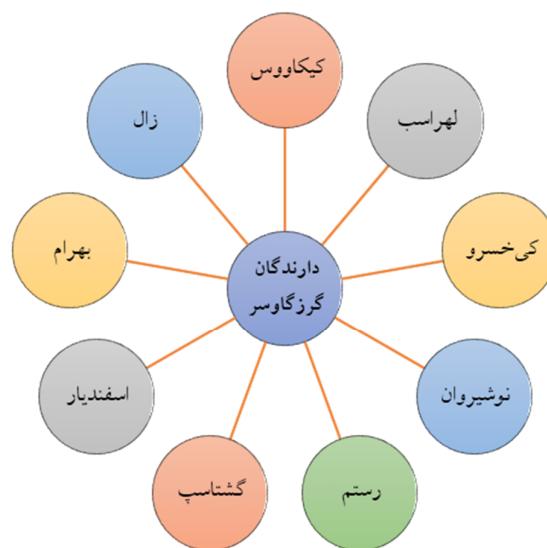 کیکاووس
لهراسب
کی‌خسرو
نوشیروان
رستم
گشتاسپ
اسفندیار
بهرام
زال
دارندگان
گرزگاوسر